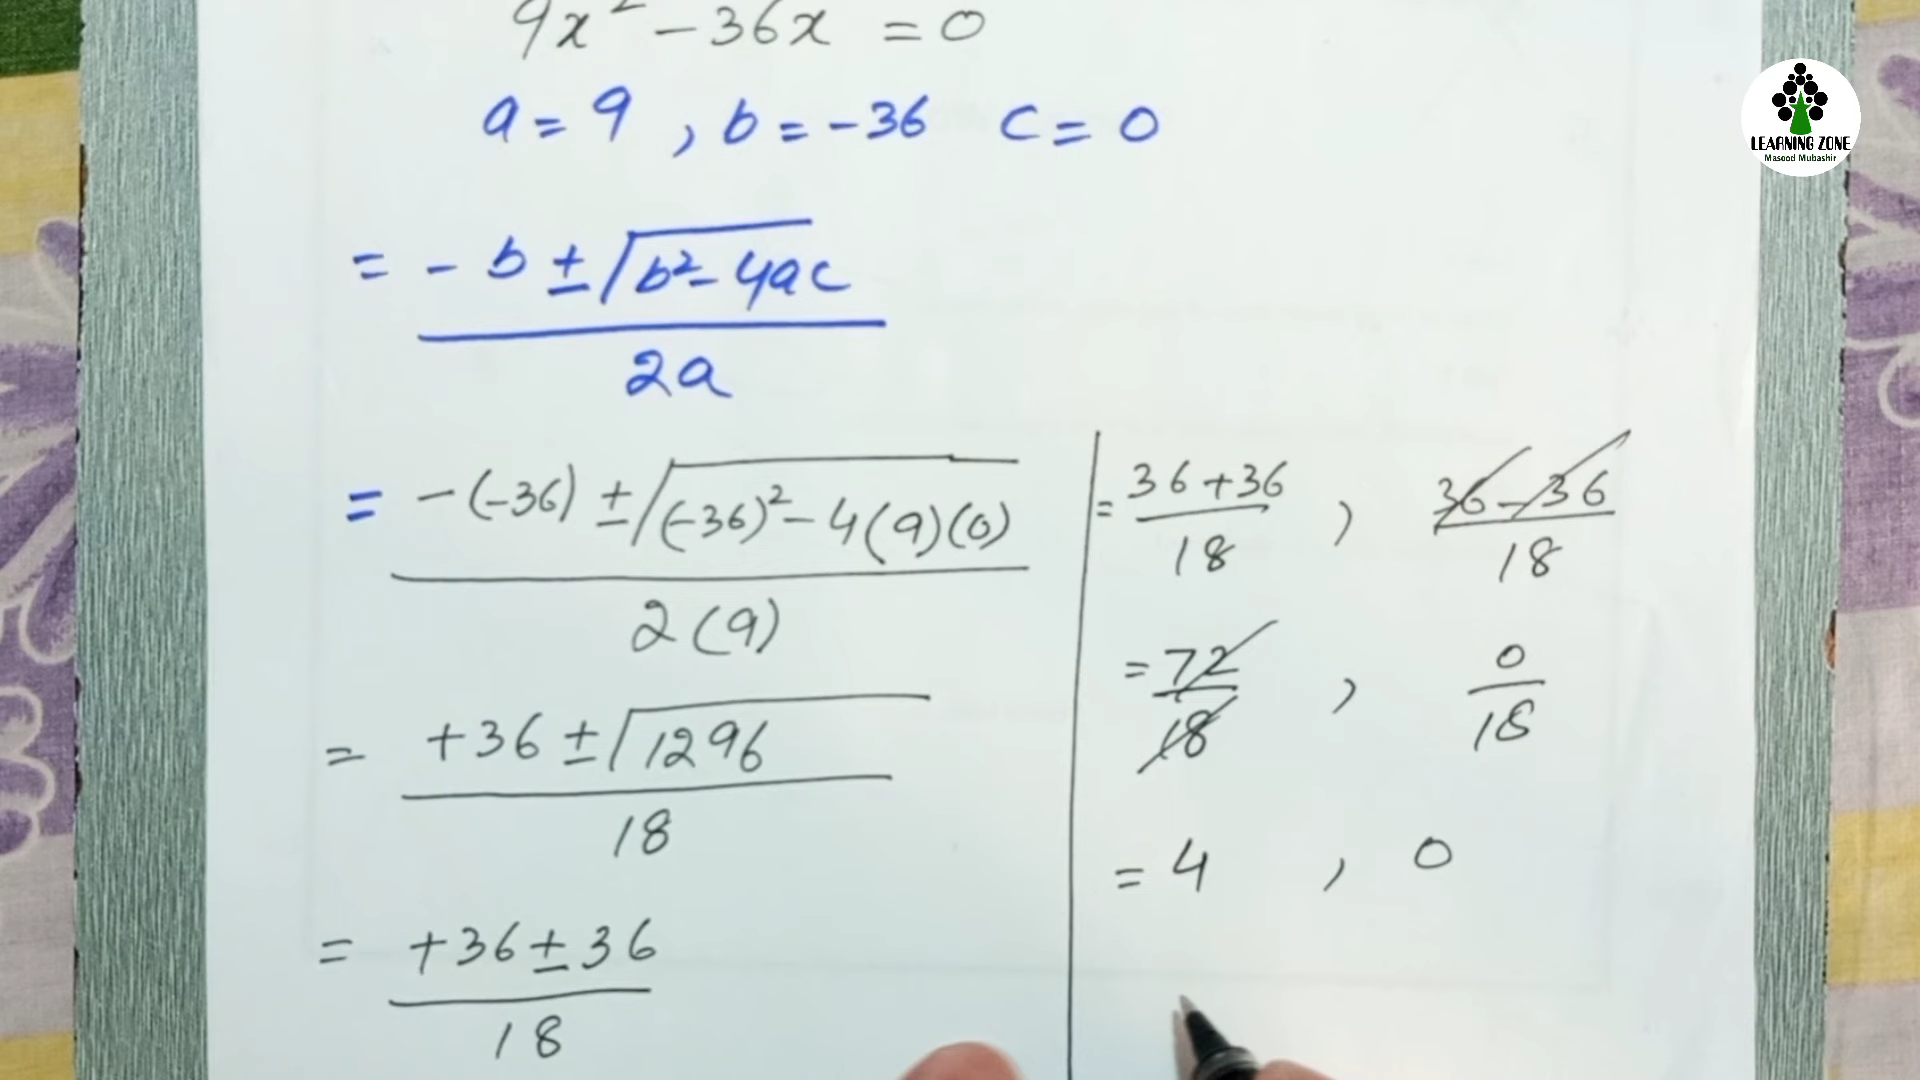 9x² - 36x = 0
a = 9 , b = -36 c = 0
= -b ± √b² - 4ac
2a
= -(-36) ± √(-36)² - 4(9)(0)
2(9)
= +36 ± √1296
18
= +36 ± 36
18
= 36+36 , 36-36
18 18
= 72 , 0
18 18
= 4 , 0
LEARNING ZONE
Masood Mubashir